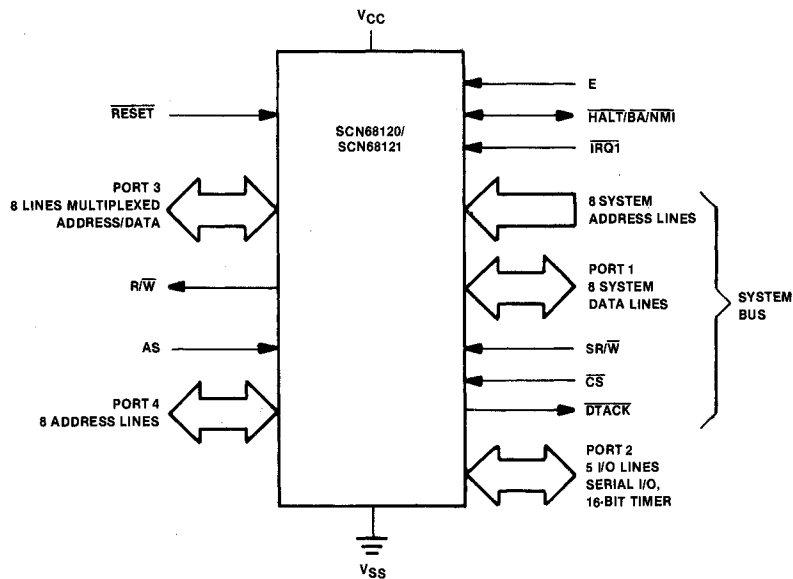 VCC
E
RESET
HALT/BA/NMI
SCN68120/
SCN68121
IRQ1
PORT 3
8 LINES MULTIPLEXED
ADDRESS/DATA
8 SYSTEM
ADDRESS LINES
R/W
PORT 1
8 SYSTEM
DATA LINES
SYSTEM
BUS
AS
SR/W
CS
PORT 4
8 ADDRESS LINES
DTACK
PORT 2
5 I/O LINES
SERIAL I/O,
16-BIT TIMER
VSS